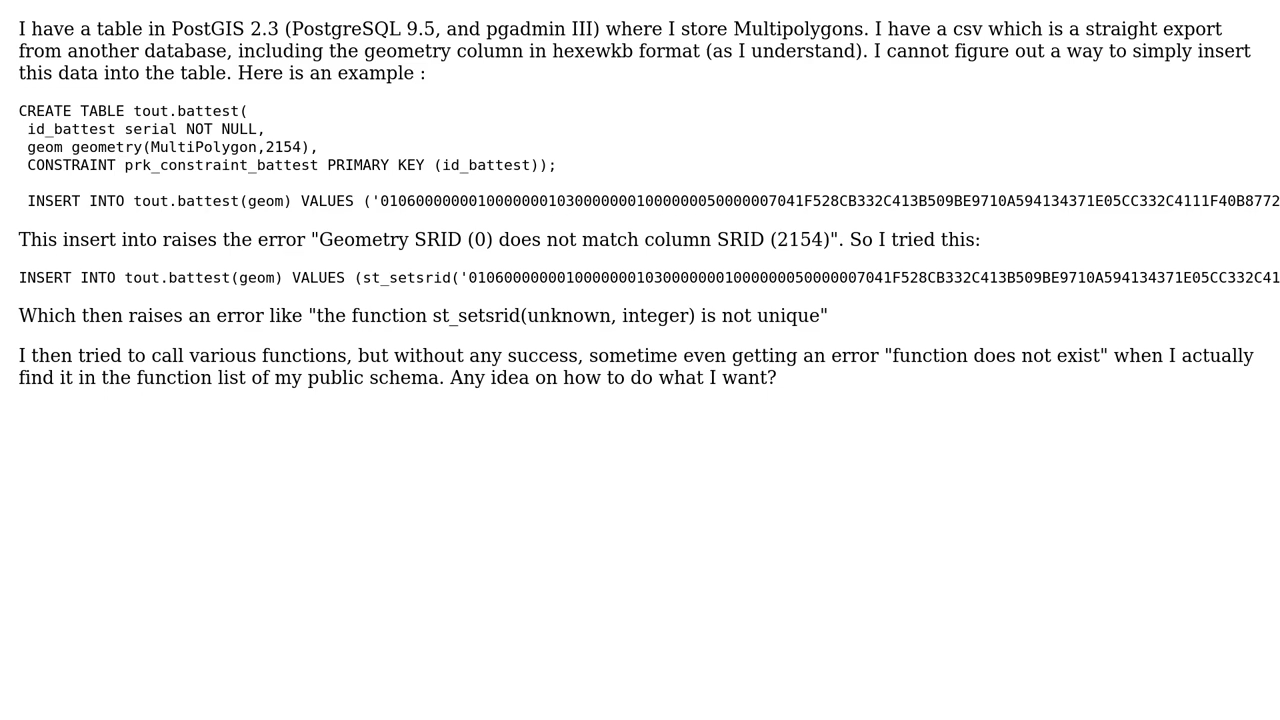 I have a table in PostGIS 2.3 (PostgreSQL 9.5, and pgadmin III) where I store Multipolygons. I have a csv which is a straight export
from another database, including the geometry column in hexewkb format (as I understand). I cannot figure out a way to simply insert
this data into the table. Here is an example :
CREATE TABLE tout.battest(
 id_battest serial NOT NULL,
 geom geometry(MultiPolygon,2154),
 CONSTRAINT prk_constraint_battest PRIMARY KEY (id_battest));
 INSERT INTO tout.battest(geom) VALUES ('01060000000100000001030000000100000005000000​7041F528CB332C413B509BE9710A594134371E05CC332C4111F40B8772
This insert into raises the error "Geometry SRID (0) does not match column SRID (2154)". So I tried this:
INSERT INTO tout.battest(geom) VALUES (st_setsrid('010600000001000000010300000001000000050000007041F528CB332C413B509BE9710A594134371E05CC332C41
Which then raises an error like "the function st_setsrid(unknown, integer) is not unique"
I then tried to call various functions, but without any success, sometime even getting an error "function does not exist" when I actually
find it in the function list of my public schema. Any idea on how to do what I want?